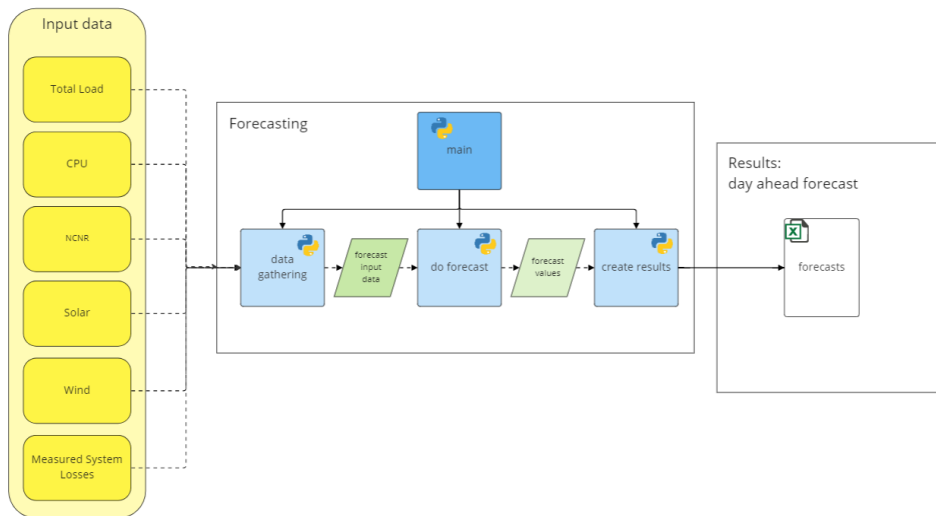 Input data
Total Load
CPU
NCNR
Solar
Wind
Measured System
Losses
Forecasting
main
data
gathering
forecast
input
data
do forecast
forecast
values
create results
Results:
day ahead forecast
X
forecasts